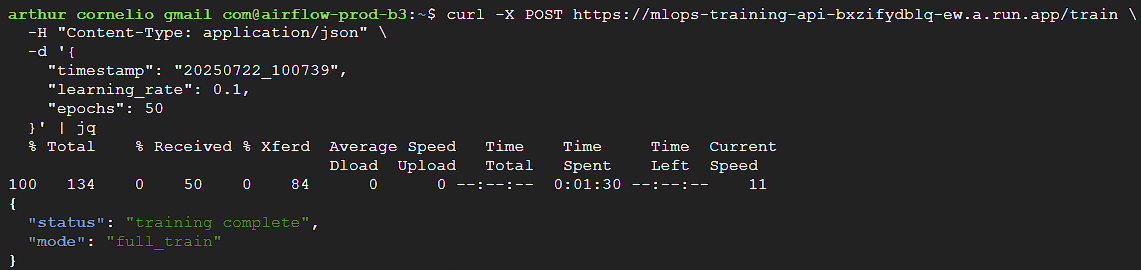 arthur cornelio gmail com@airflow-prod-b3:~$ curl -X POST https://mlops-training-api-bxzifydblq-ew.a.run.app/train \
  -H "Content-Type: application/json" \
  -d '{
    "timestamp": "20250722_100739",
    "learning_rate": 0.1,
    "epochs": 50
  }' | jq
  % Total    % Received % Xferd  Average Speed   Time    Time     Time  Current
                                 Dload  Upload   Total   Spent    Left  Speed
100   134    0    50    0    84      0      0 --:--:--  0:01:30 --:--:--    11
{
  "status": "training complete",
  "mode": "full_train"
}